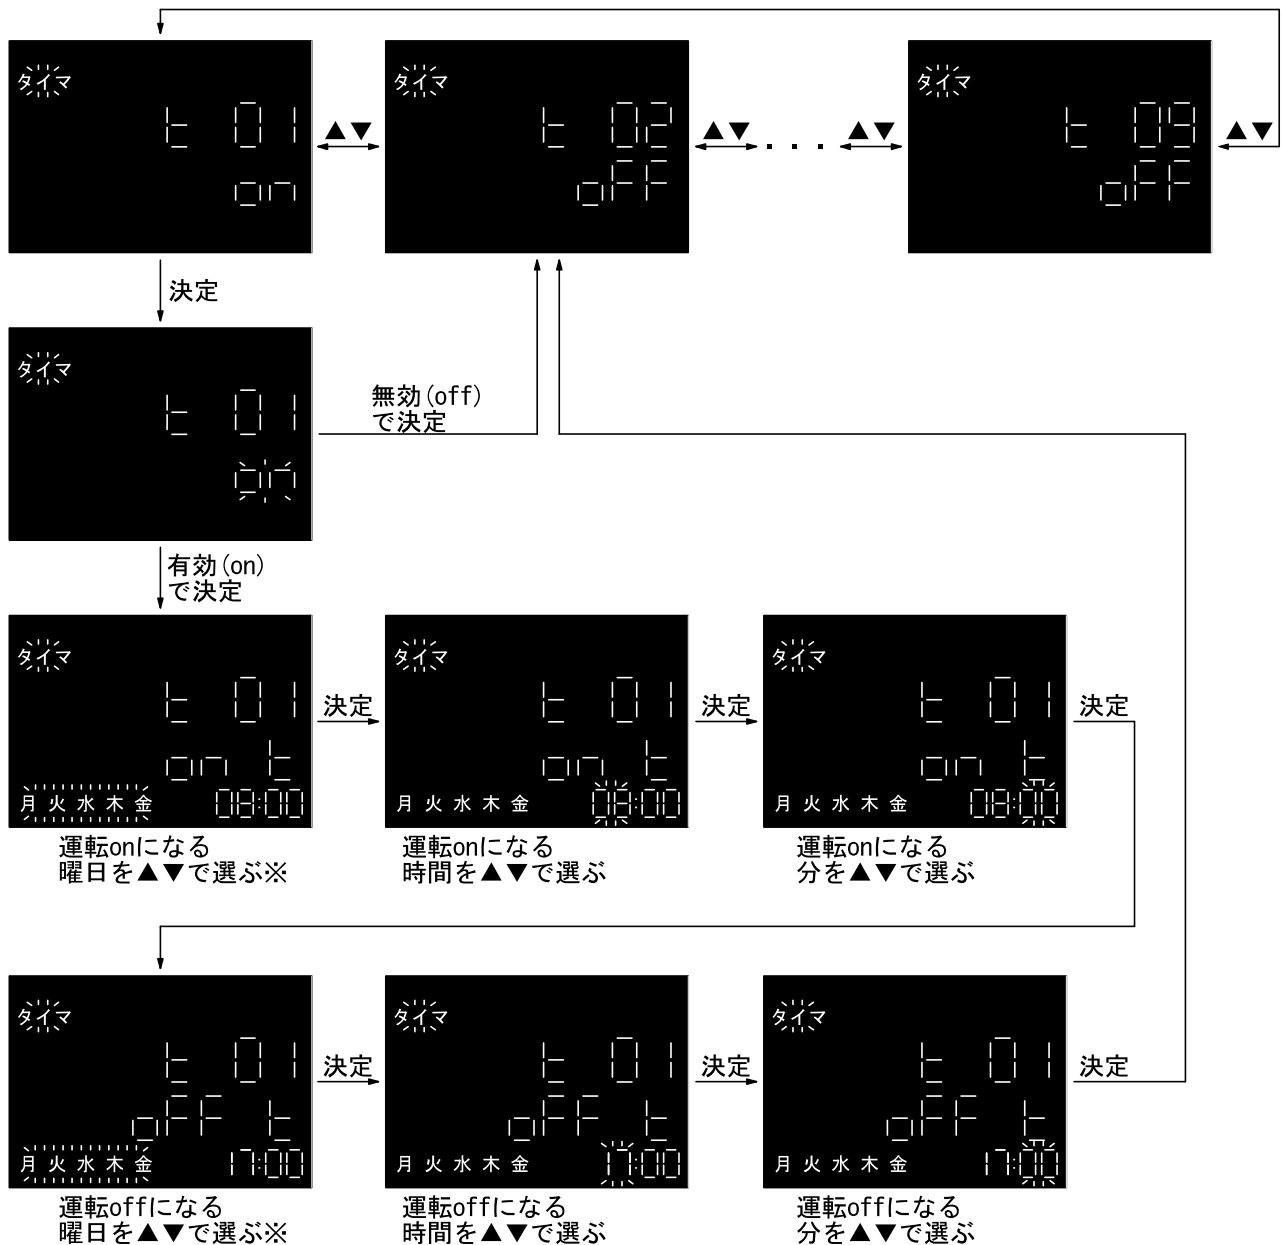 タイマ
t 01
on
▲▼
タイマ
t 02
oFF
▲▼
・・・
▲▼
タイマ
t 09
oFF
▲▼
決定
タイマ
t 01
on
無効(off)
で決定
有効(on)
で決定
タイマ
t 01
on t
月 火 水 木 金 08:00
決定
タイマ
t 01
on t
月 火 水 木 金 08:00
決定
タイマ
t 01
on t
月 火 水 木 金 08:00
決定
運転onになる
曜日を▲▼で選ぶ※
運転onになる
時間を▲▼で選ぶ
運転onになる
分を▲▼で選ぶ
タイマ
t 01
oFF t
月 火 水 木 金 17:00
決定
タイマ
t 01
oFF t
月 火 水 木 金 17:00
決定
タイマ
t 01
oFF t
月 火 水 木 金 17:00
決定
運転offになる
曜日を▲▼で選ぶ※
運転offになる
時間を▲▼で選ぶ
運転offになる
分を▲▼で選ぶ